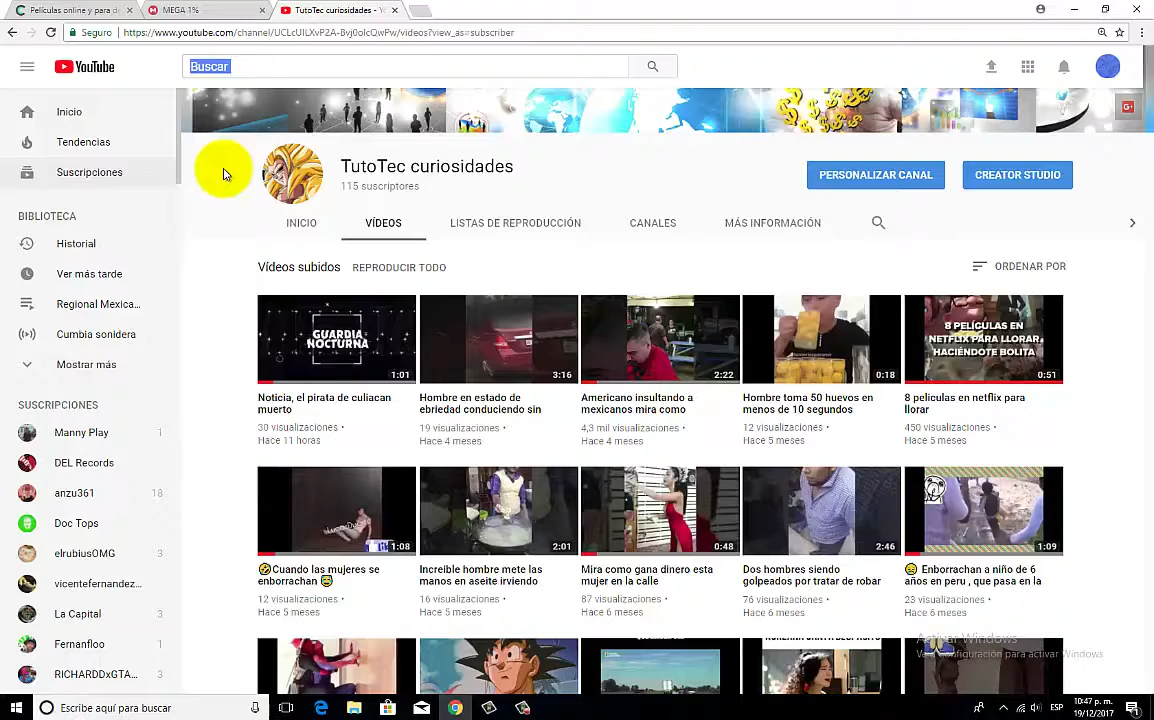 Películas online y para de
MEGA 1%
TutoTec curiosidades - Yo
Seguro
https://www.youtube.com/channel/UCLcUILXvP2A-Bvj0oIcQwPw/videos?view_as=subscriber
YouTube
Buscar
Inicio
Tendencias
Suscripciones
BIBLIOTECA
Historial
Ver más tarde
Regional Mexica...
Cumbia sonidera
Mostrar más
SUSCRIPCIONES
Manny Play 1
DEL Records
anzu361 18
Doc Tops
elrubiusOMG 3
vicentefernandez...
La Capital 3
Fernanfloo 1
RICHARDDxGTA... 3
TutoTec curiosidades
115 suscriptores
PERSONALIZAR CANAL
CREATOR STUDIO
INICIO
VÍDEOS
LISTAS DE REPRODUCCIÓN
CANALES
MÁS INFORMACIÓN
Vídeos subidos
REPRODUCIR TODO
ORDENAR POR
GUARDIA
NOCTURNA
1:01
Noticia, el pirata de culiacan
muerto
30 visualizaciones •
Hace 11 horas
3:16
Hombre en estado de
ebriedad conduciendo sin
19 visualizaciones •
Hace 4 meses
2:22
Americano insultando a
mexicanos mira como
4,3 mil visualizaciones •
Hace 4 meses
0:18
Hombre toma 50 huevos en
menos de 10 segundos
12 visualizaciones •
Hace 5 meses
8 PELÍCULAS EN
NETFLIX PARA LLORAR
HACIÉNDOTE BOLITA
0:51
8 peliculas en netflix para
llorar
450 visualizaciones •
Hace 5 meses
1:08
🤣Cuando las mujeres se
enborrachan 😨
12 visualizaciones •
Hace 5 meses
2:01
Increible hombre mete las
manos en aseite irviendo
16 visualizaciones •
Hace 5 meses
0:48
Mira como gana dinero esta
mujer en la calle
87 visualizaciones •
Hace 6 meses
2:46
Dos hombres siendo
golpeados por tratar de robar
76 visualizaciones •
Hace 6 meses
1:09
😣 Enborrachan a niño de 6
años en peru , que pasa en la
23 visualizaciones •
Hace 6 meses
Activar Windows
Ve a Configuración para activar Windows
Escribe aquí para buscar
ESP
10:47 p. m.
19/12/2017
1